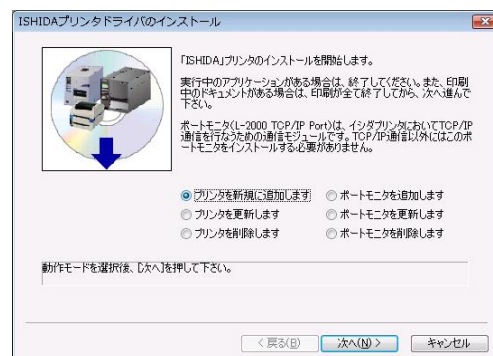 ISHIDAプリンタドライバのインストール
「ISHIDA」プリンタのインストールを開始します。
実行中のアプリケーションがある場合は、終了してください。また、印刷
中のドキュメントがある場合は、印刷が全て終了してから、次へ進んで
下さい。
ポートモニタ(L-2000 TCP/IP Port)は、イシダプリンタにおいてTCP/IP
通信を行なうための通信モジュールです。TCP/IP通信以外にはこのポ
ートモニタをインストールする必要がありません。
プリンタを新規に追加します
ポートモニタを追加します
プリンタを更新します
ポートモニタを更新します
プリンタを削除します
ポートモニタを削除します
動作モードを選択後、[次へ]を押して下さい。
< 戻る(B)
次へ(N) >
キャンセル